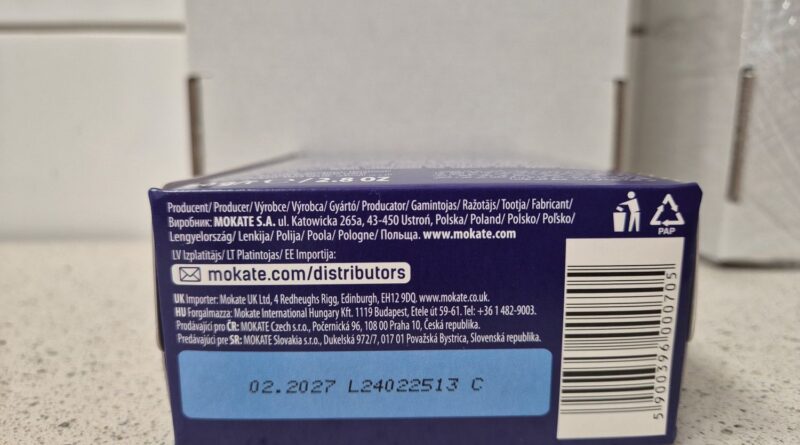 2.8 oz
Producent/ Producer/ Výrobce/ Výrobca/ Gyártó/ Producator/ Gamintojas/ Ražotājs/ Tootja/ Fabricant/
Виробник: MOKATE S.A. ul. Katowicka 265a, 43-450 Ustroń, Polska/ Poland/ Polsko/ Poľsko/
Lengyelország/ Lenkija/ Polija/ Poola/ Pologne/ Польща. www.mokate.com
LV Izplatītājs/ LT Platintojas/ EE Importija:
mokate.com/distributors
UK Importer: Mokate UK Ltd, 4 Redheughs Rigg, Edinburgh, EH12 9DQ. www.mokate.co.uk.
HU Forgalmazza: Mokate International Hungary Kft. 1119 Budapest, Etele út 59-61. Tel: +36 1 482-9003.
Prodávající pro ČR: MOKATE Czech s.r.o., Počernická 96, 108 00 Praha 10, Česká republika.
Predávajúci pre SR: MOKATE Slovakia s.r.o., Dukelská 972/7, 017 01 Považská Bystrica, Slovenská republika.
02.2027 L24022513 C
PAP
5 900396 000705